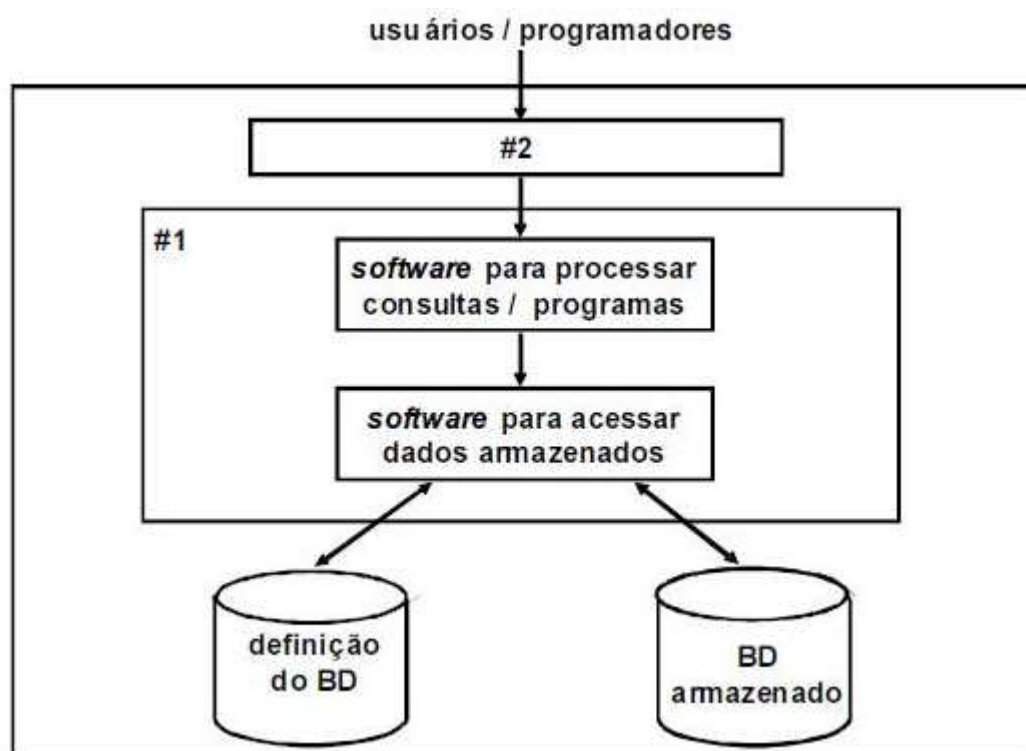 usuários / programadores
#2
#1
software para processar
consultas / programas
software para acessar
dados armazenados
definição
do BD
BD
armazenado